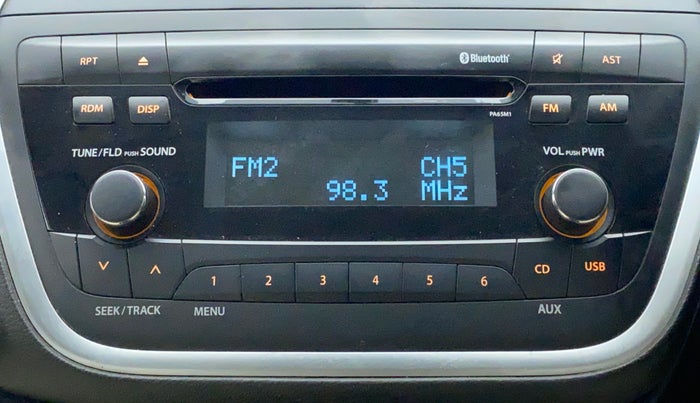 RPT Bluetooth AST
PA65M1
RDM DISP FM AM
TUNE/FLD PUSH SOUND VOL PUSH PWR
FM2 CH5
98.3 MHz
1 2 3 4 5 6 CD USB
SEEK/TRACK MENU AUX